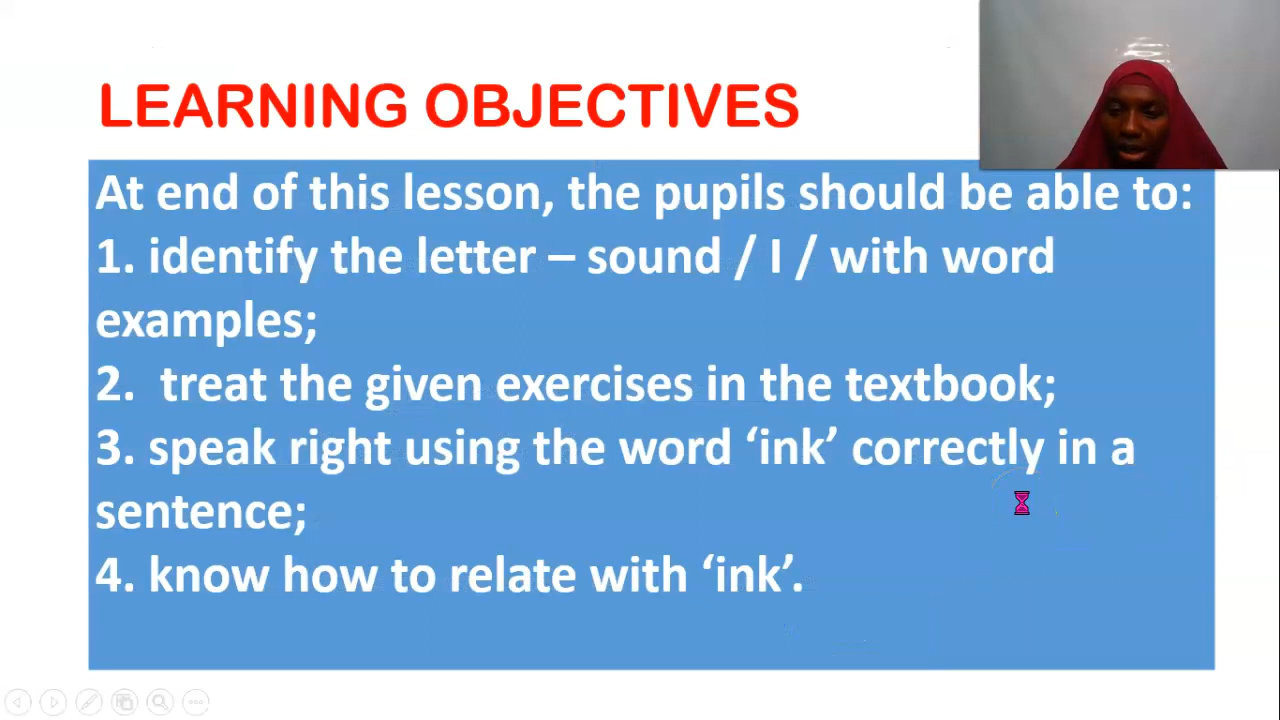 LEARNING OBJECTIVES
At end of this lesson, the pupils should be able to:
1. identify the letter – sound / I / with word
examples;
2.  treat the given exercises in the textbook;
3. speak right using the word ‘ink’ correctly in a
sentence;
4. know how to relate with ‘ink’.